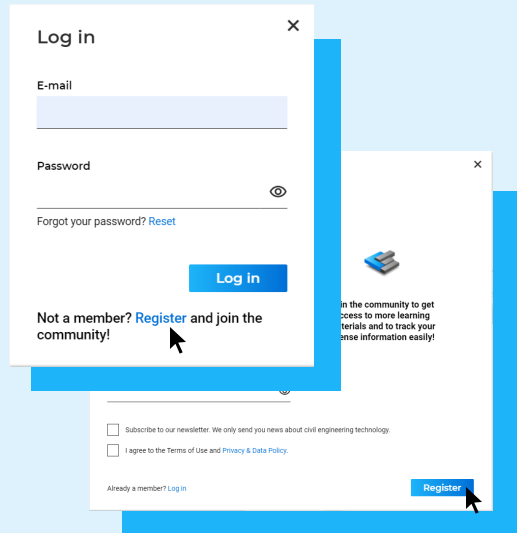 Log in
E-mail
Password
Forgot your password? Reset
Log in
Not a member? Register and join the
community!
in the community to get
to more learning
and to track your
information easily!
Subscribe to our newsletter. We only send you news about civil engineering technology.
I agree to the Terms of Use and Privacy & Data Policy.
Already a member? Log in
Register